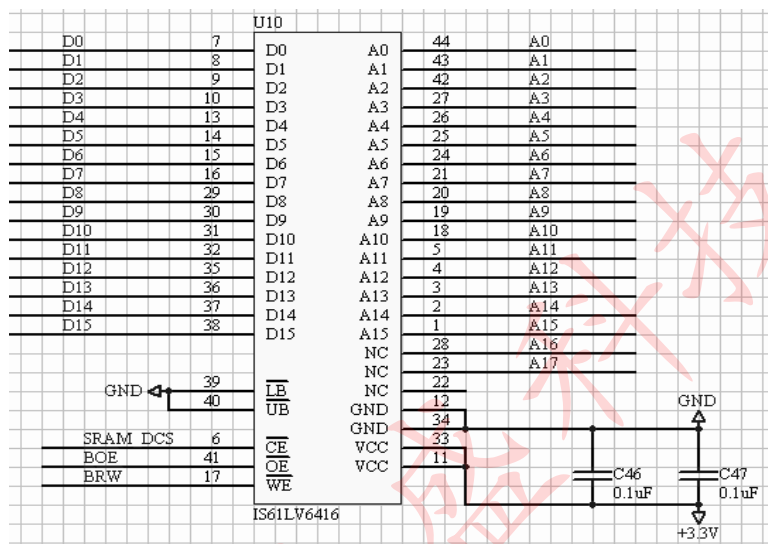 U10
D0 7 D0 A0 44 A0
D1 8 D1 A1 43 A1
D2 9 D2 A2 42 A2
D3 10 D3 A3 27 A3
D4 13 D4 A4 26 A4
D5 14 D5 A5 25 A5
D6 15 D6 A6 24 A6
D7 16 D7 A7 21 A7
D8 29 D8 A8 20 A8
D9 30 D9 A9 19 A9
D10 31 D10 A10 18 A10
D11 32 D11 A11 5 A11
D12 35 D12 A12 4 A12
D13 36 D13 A13 3 A13
D14 37 D14 A14 2 A14
D15 38 D15 A15 1 A15
NC 28 A16
NC 23 A17
GND 39 LB NC 22
40 UB GND 12 GND
GND 34
SRAM DCS 6 CE VCC 33
BOE 41 OE VCC 11
BRW 17 WE
C46 C47
0.1uF 0.1uF
IS61LV6416
+3.3V
盛科技